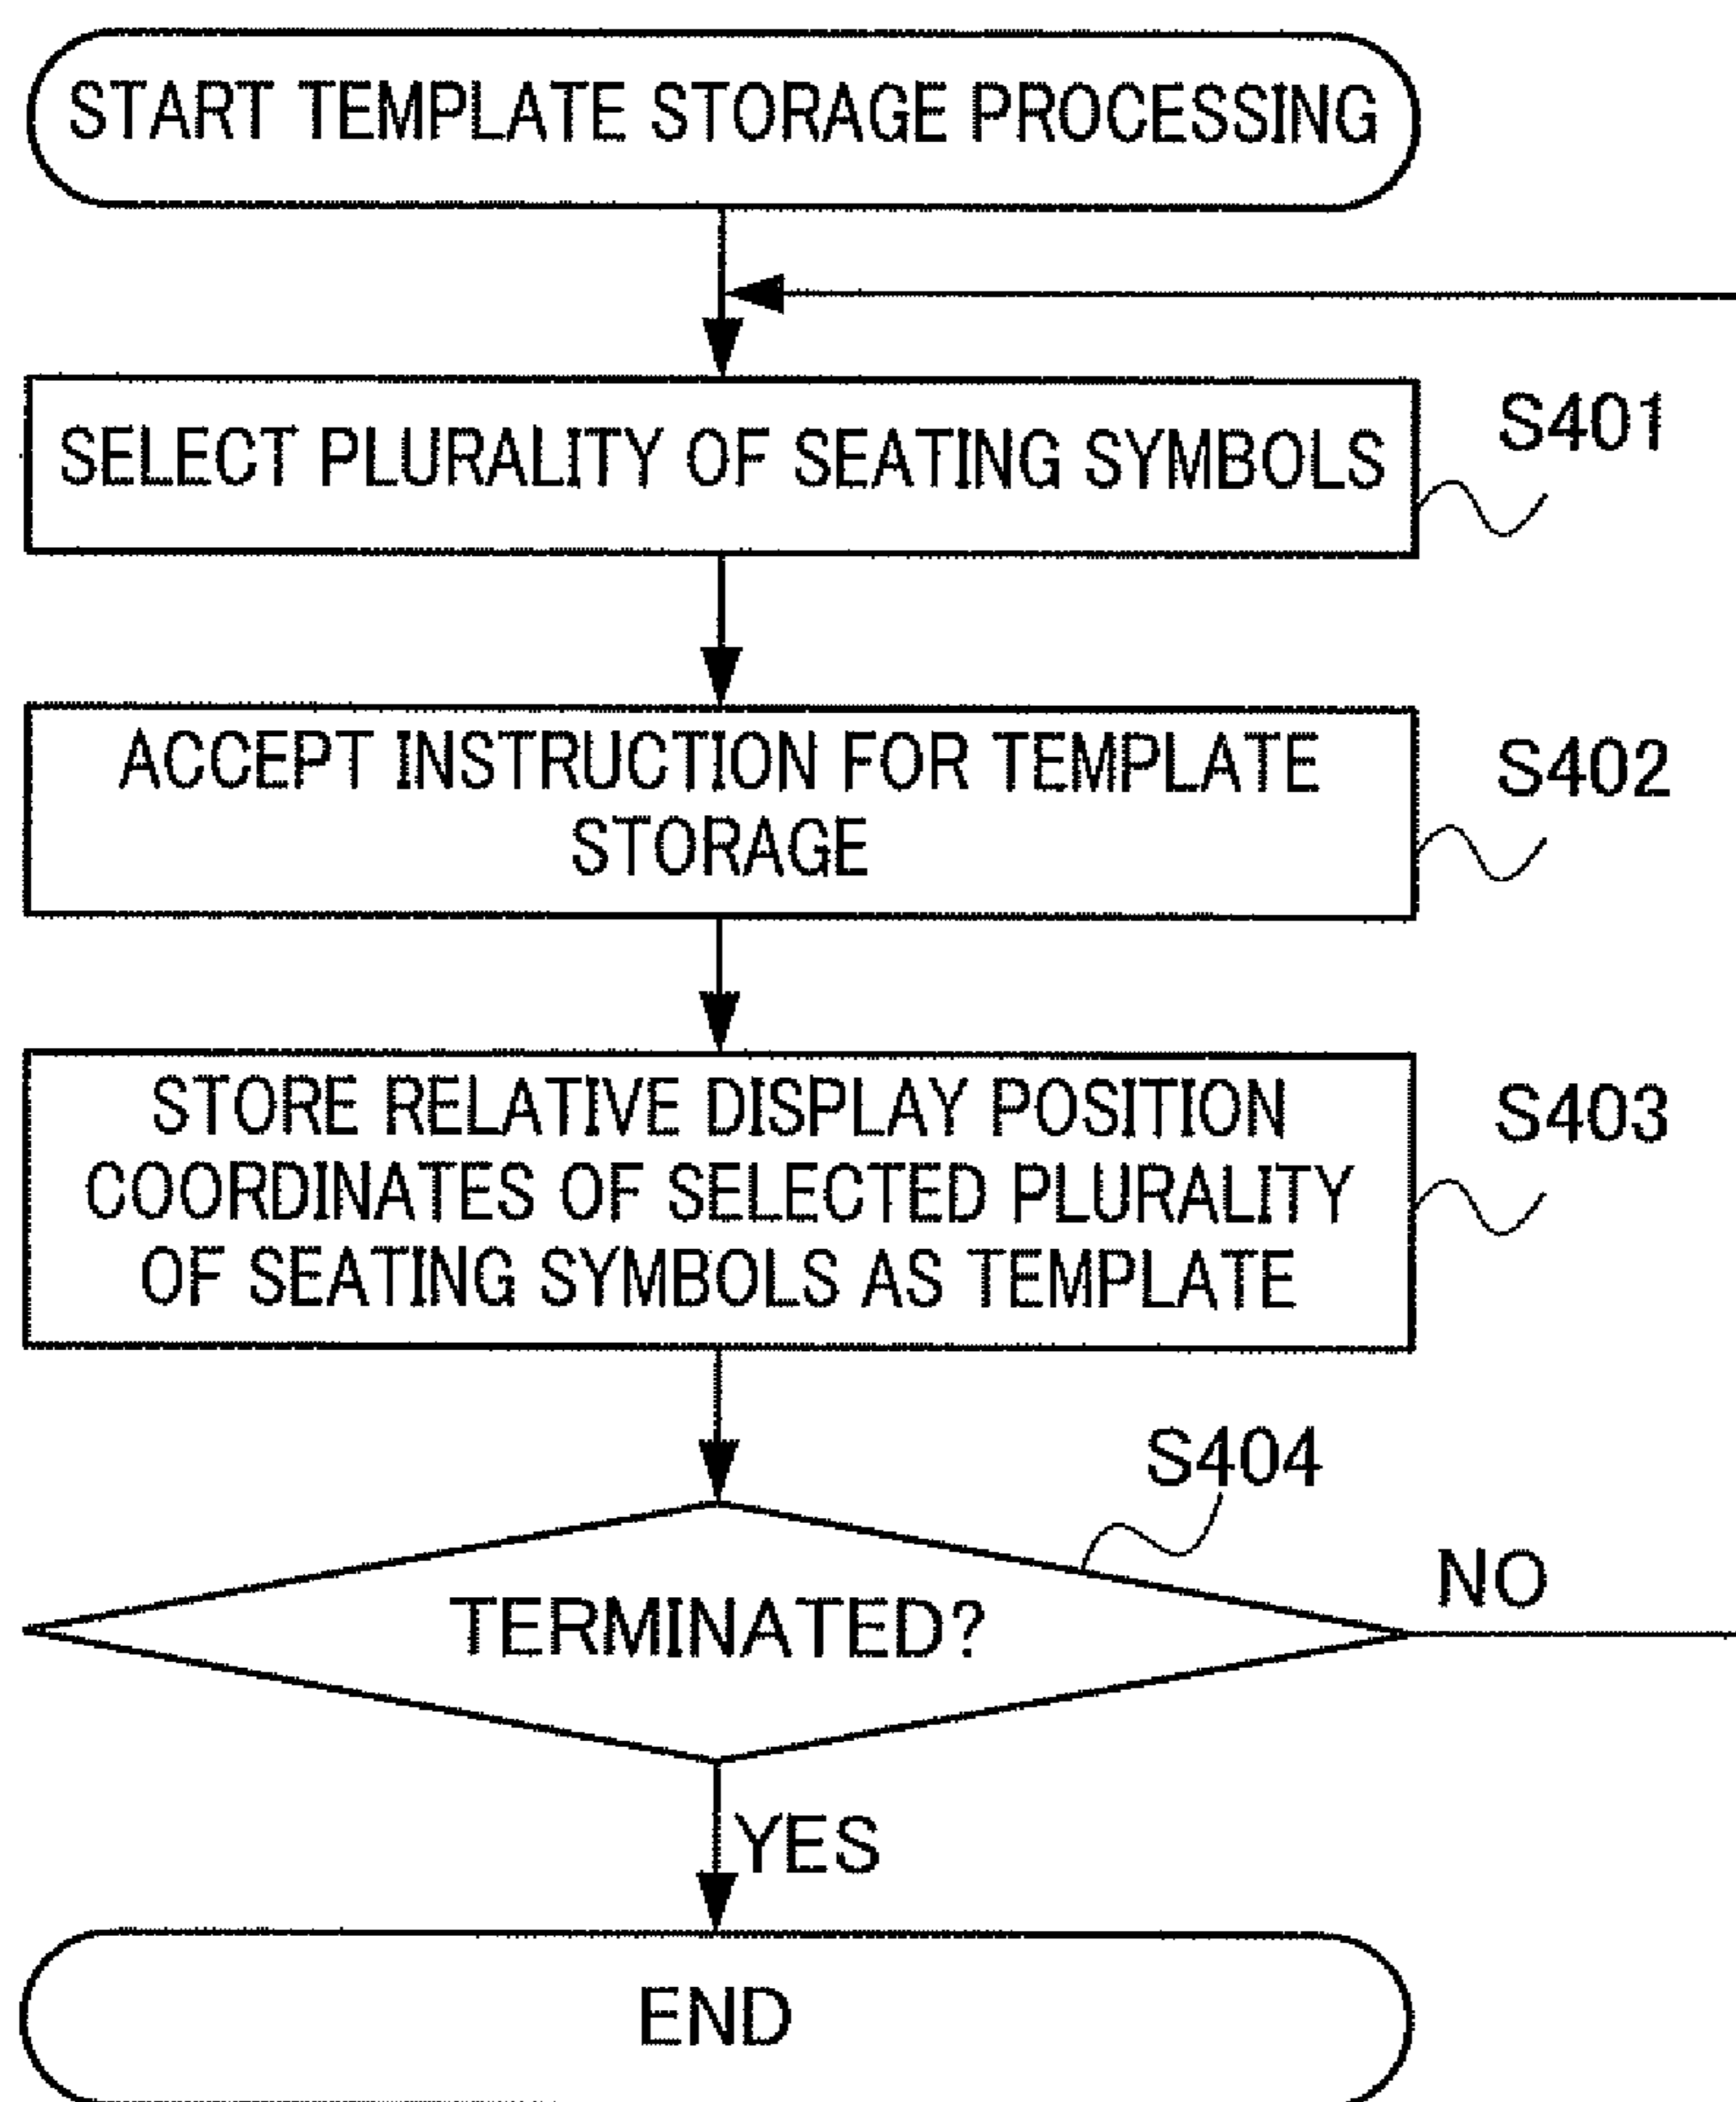 START TEMPLATE STORAGE PROCESSING
SELECT PLURALITY OF SEATING SYMBOLS
S401
ACCEPT INSTRUCTION FOR TEMPLATE
STORAGE
S402
STORE RELATIVE DISPLAY POSITION
COORDINATES OF SELECTED PLURALITY
OF SEATING SYMBOLS AS TEMPLATE
S403
S404
TERMINATED?
NO
YES
END